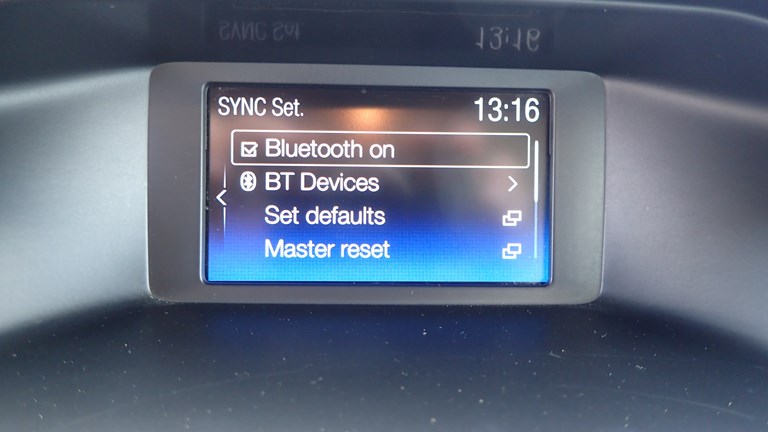 SYNC Set. 13:16
Bluetooth on
BT Devices
Set defaults
Master reset